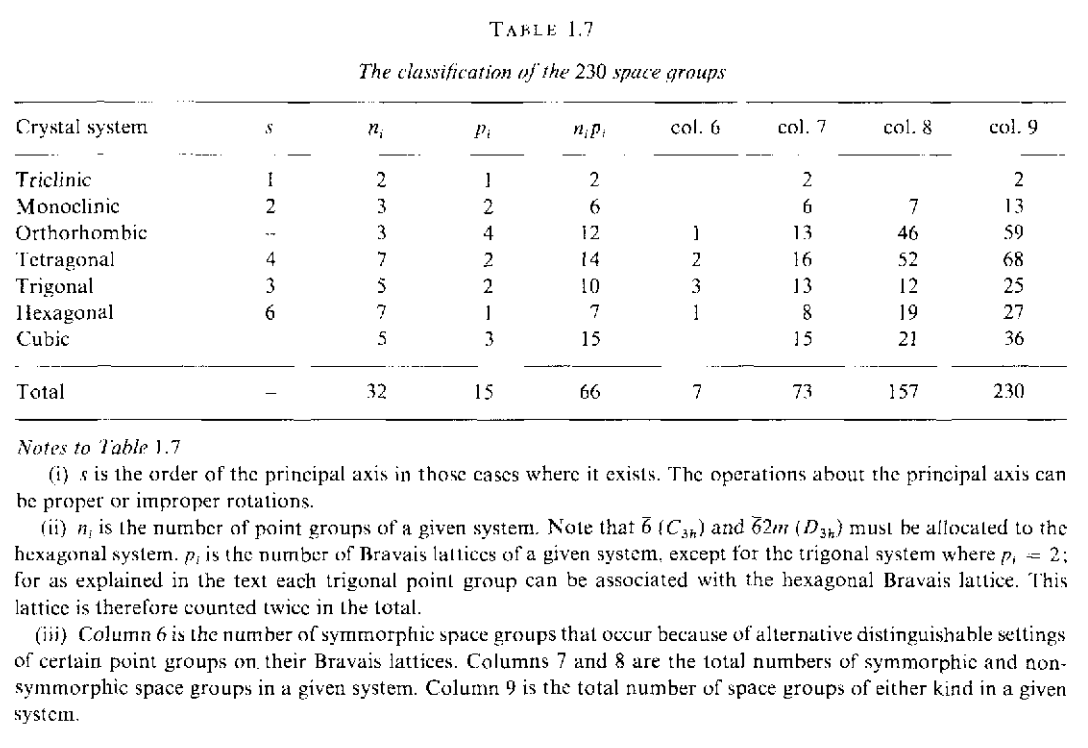 TABLE 1.7
The classification of the 230 space groups
Crystal system s nᵢ pᵢ nᵢpᵢ col. 6 col. 7 col. 8 col. 9
Triclinic 1 2 1 2 2 2
Monoclinic 2 3 2 6 6 7 13
Orthorhombic – 3 4 12 1 13 46 59
Tetragonal 4 7 2 14 2 16 52 68
Trigonal 3 5 2 10 3 13 12 25
Hexagonal 6 7 1 7 1 8 19 27
Cubic 5 3 15 15 21 36
Total – 32 15 66 7 73 157 230
Notes to Table 1.7
(i) s is the order of the principal axis in those cases where it exists. The operations about the principal axis can
be proper or improper rotations.
(ii) nᵢ is the number of point groups of a given system. Note that 6̅ (C₃ₕ) and 6̅2m (D₃ₕ) must be allocated to the
hexagonal system. pᵢ is the number of Bravais lattices of a given system, except for the trigonal system where pᵢ = 2;
for as explained in the text each trigonal point group can be associated with the hexagonal Bravais lattice. This
lattice is therefore counted twice in the total.
(iii) Column 6 is the number of symmorphic space groups that occur because of alternative distinguishable settings
of certain point groups on their Bravais lattices. Columns 7 and 8 are the total numbers of symmorphic and non-
symmorphic space groups in a given system. Column 9 is the total number of space groups of either kind in a given
system.